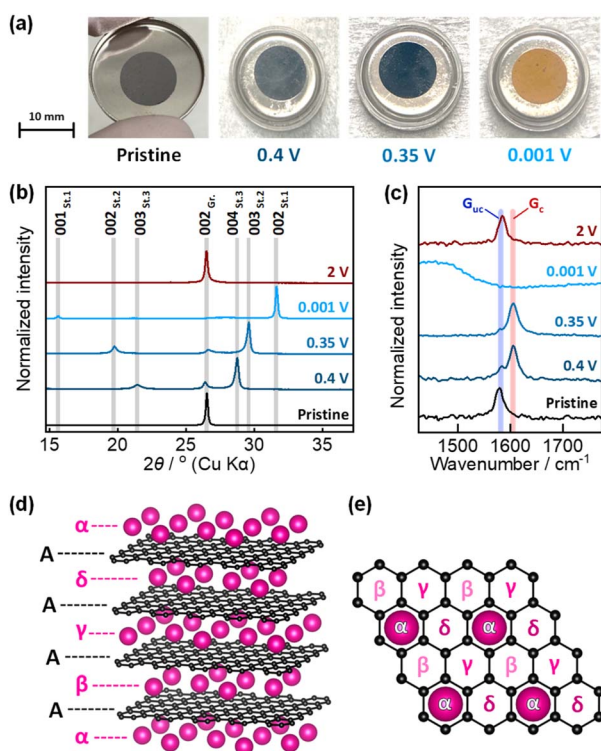 (a)
10 mm
Pristine 0.4 V 0.35 V 0.001 V
(b)
001 St.1
002 St.2
003 St.3
002 Gr.
004 St.3
003 St.2
002 St.1
2 V
0.001 V
0.35 V
0.4 V
Pristine
Normalized intensity
15 20 25 30 35
2θ / ° (Cu Kα)
(c)
Guc Gc
2 V
0.001 V
0.35 V
0.4 V
Pristine
Normalized intensity
1500 1600 1700
Wavenumber / cm-1
(d)
α
A
δ
A
γ
A
β
A
α
(e)
β γ β γ
α δ α δ
β γ β γ
α δ α δ